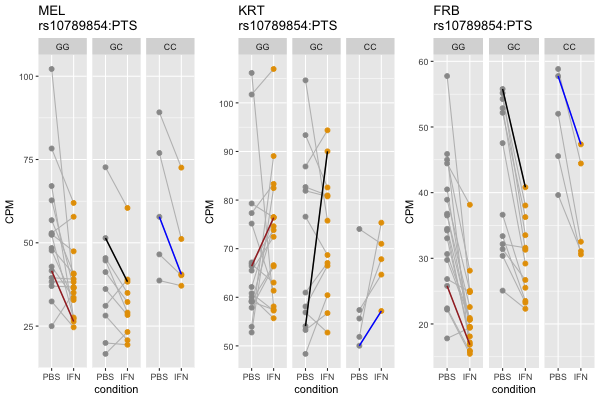 MEL
rs10789854:PTS
GG GC CC
CPM
100
75
50
25
PBS IFN PBS IFN PBS IFN
condition
KRT
rs10789854:PTS
GG GC CC
CPM
100
90
80
70
60
50
PBS IFN PBS IFN PBS IFN
condition
FRB
rs10789854:PTS
GG GC CC
CPM
60
50
40
30
20
PBS IFN PBS IFN PBS IFN
condition